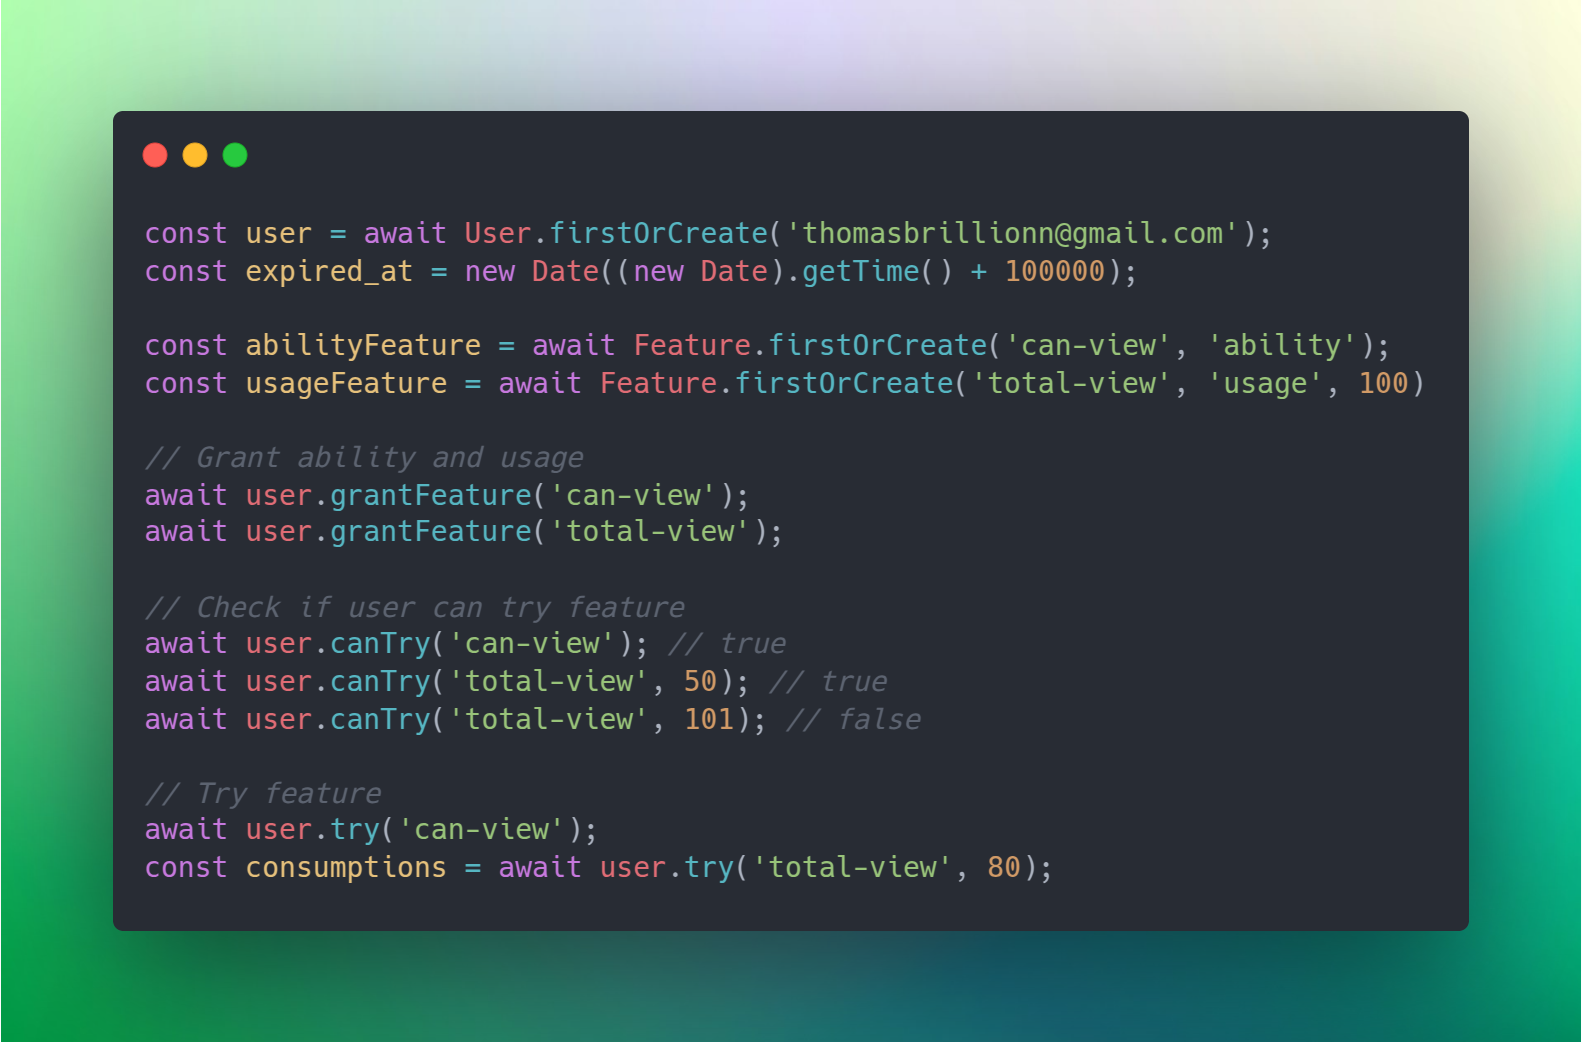 const user = await User.firstOrCreate('thomasbrillionn@gmail.com');
const expired_at = new Date((new Date).getTime() + 100000);
const abilityFeature = await Feature.firstOrCreate('can-view', 'ability');
const usageFeature = await Feature.firstOrCreate('total-view', 'usage', 100)
// Grant ability and usage
await user.grantFeature('can-view');
await user.grantFeature('total-view');
// Check if user can try feature
await user.canTry('can-view'); // true
await user.canTry('total-view', 50); // true
await user.canTry('total-view', 101); // false
// Try feature
await user.try('can-view');
const consumptions = await user.try('total-view', 80);